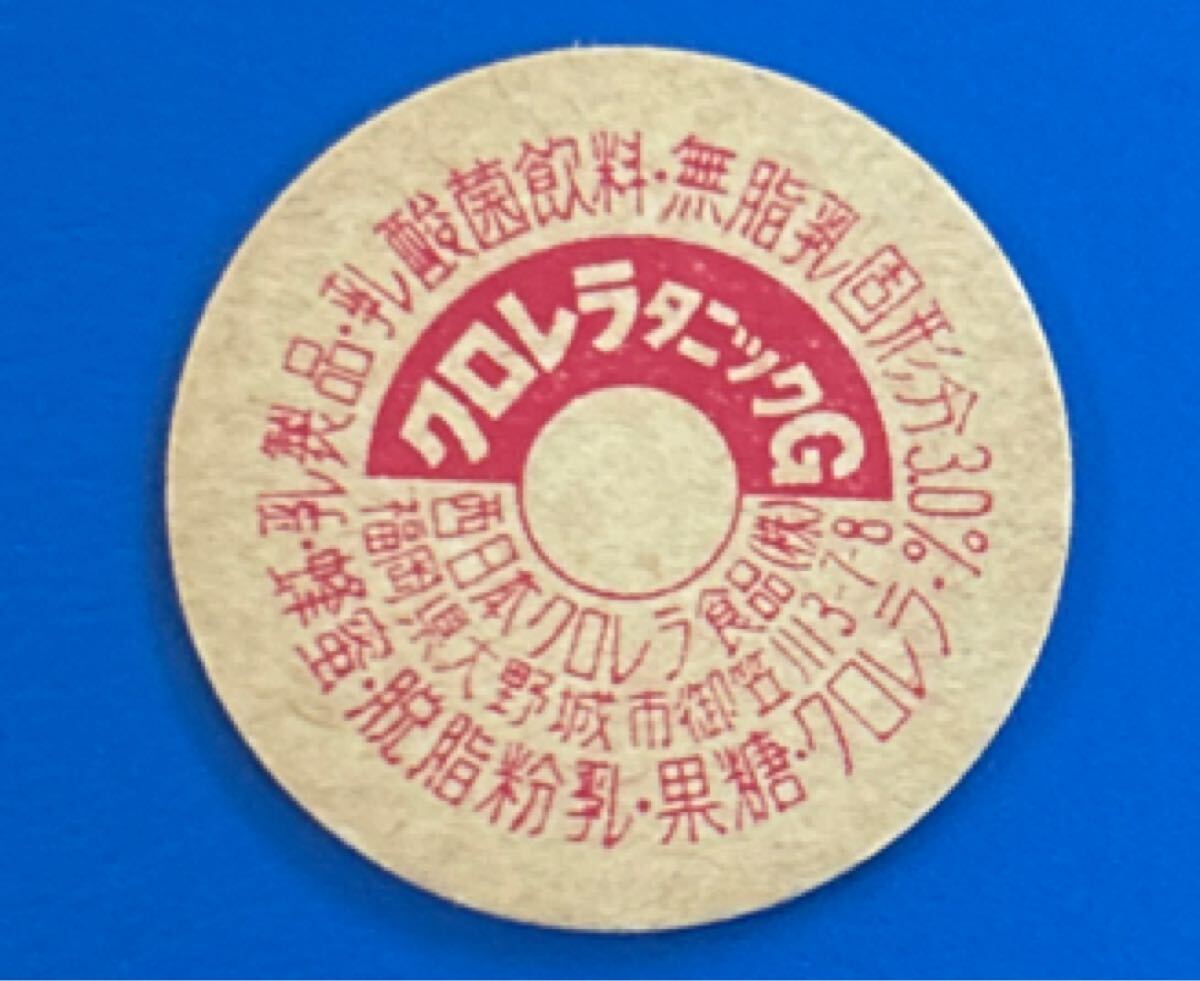 乳製品・乳酸菌飲料・無脂乳固形分3.0%
クロレラタニックG
西日本クロレラ食品(株)
福岡県大野城市御笠川3-7-8
・脱脂粉乳・果糖・クロレラ・